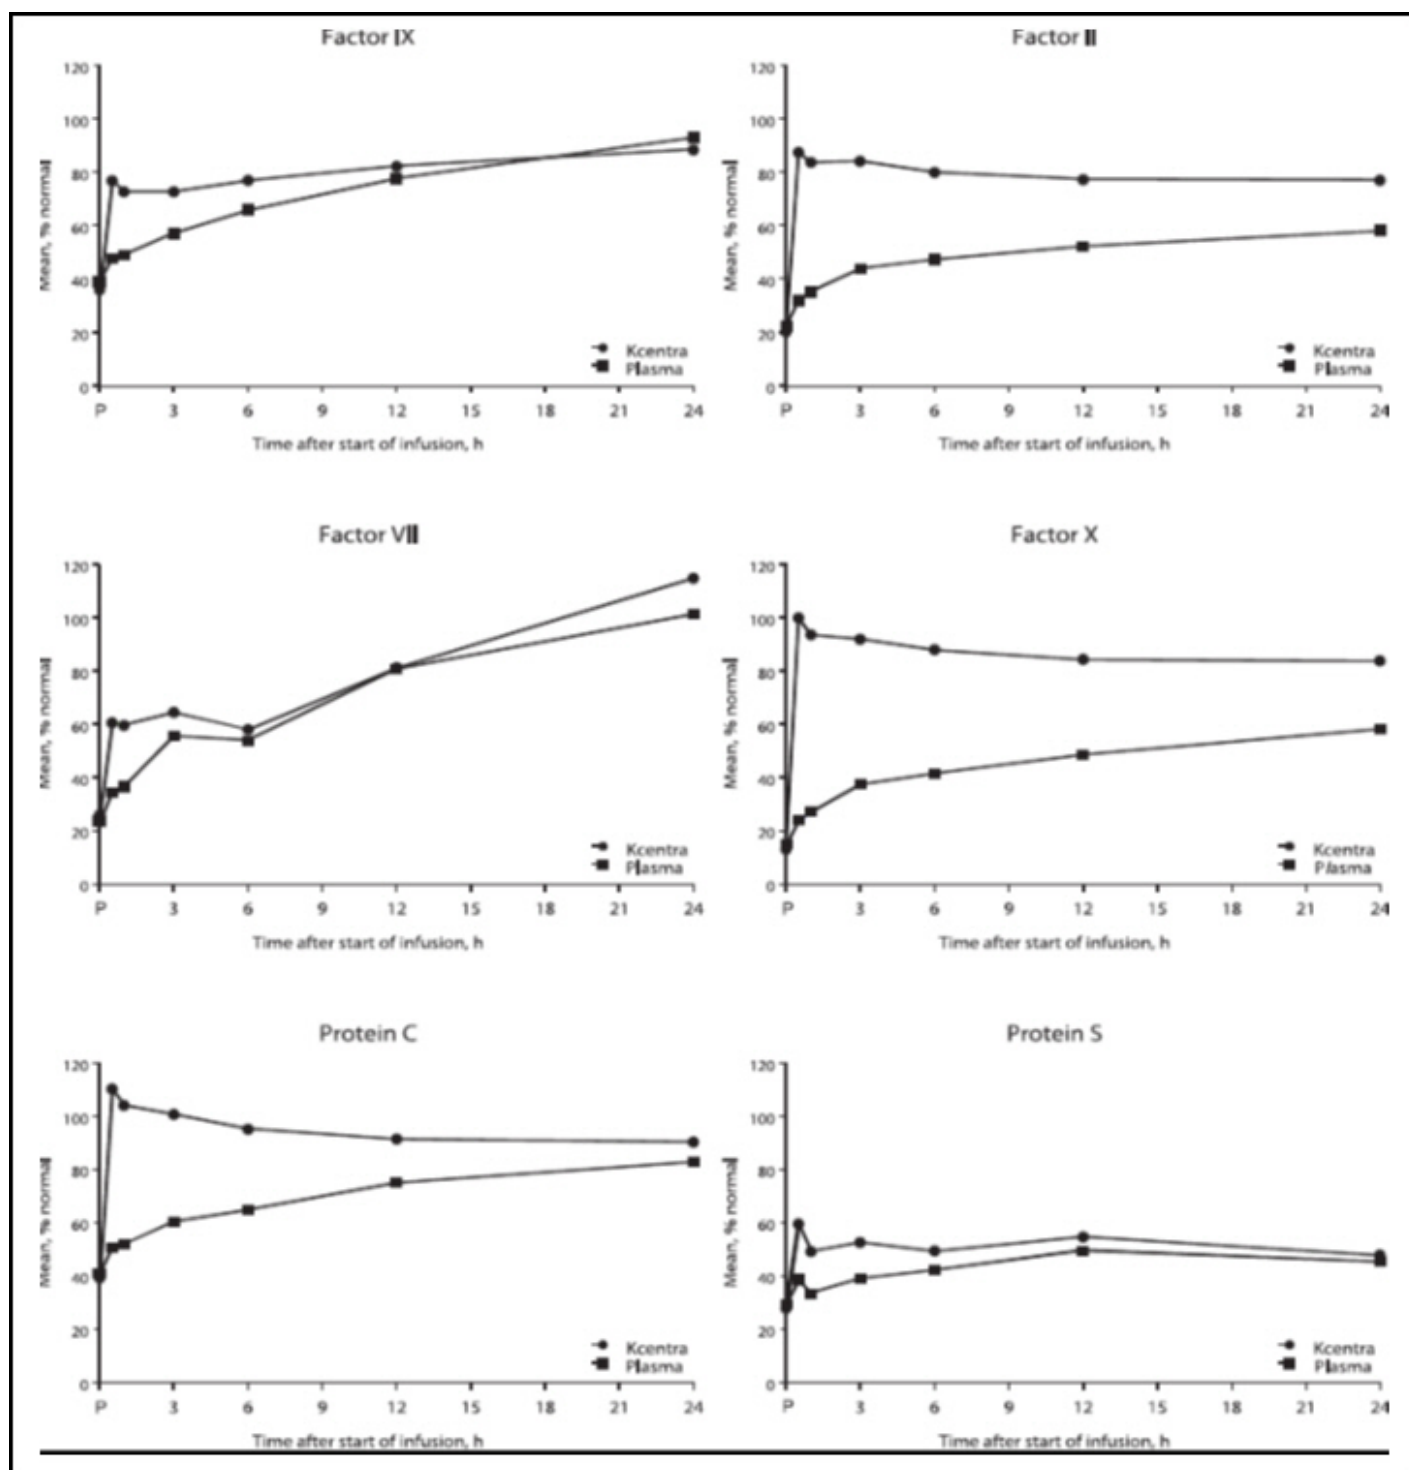 Factor IX
120
100
80
60
40
20
0
Mean, % normal
Kcentra
Plasma
P 3 6 9 12 15 18 21 24
Time after start of infusion, h
Factor II
120
100
80
60
40
20
0
Mean, % normal
Kcentra
Plasma
P 3 6 9 12 15 18 21 24
Time after start of infusion, h
Factor VII
120
100
80
60
40
20
0
Mean, % normal
Kcentra
Plasma
P 3 6 9 12 15 18 21 24
Time after start of infusion, h
Factor X
120
100
80
60
40
20
0
Mean, % normal
Kcentra
Plasma
P 3 6 9 12 15 18 21 24
Time after start of infusion, h
Protein C
120
100
80
60
40
20
0
Mean, % normal
Kcentra
Plasma
P 3 6 9 12 15 18 21 24
Time after start of infusion, h
Protein S
120
100
80
60
40
20
0
Mean, % normal
Kcentra
Plasma
P 3 6 9 12 15 18 21 24
Time after start of infusion, h